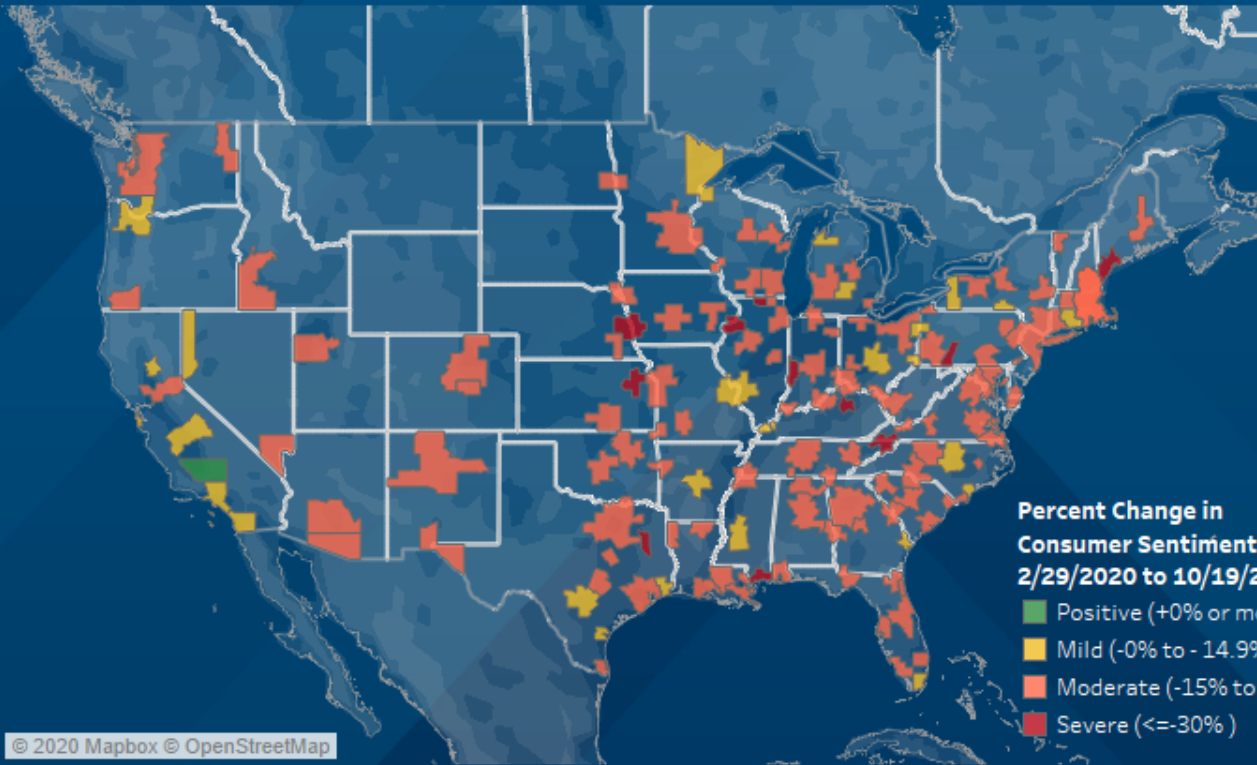 Percent Change in
Consumer Sentiment
2/29/2020 to 10/19/2
Positive (+0% or m
Mild (-0% to - 14.9%
Moderate (-15% to
Severe (<=-30% )
© 2020 Mapbox © OpenStreetMap